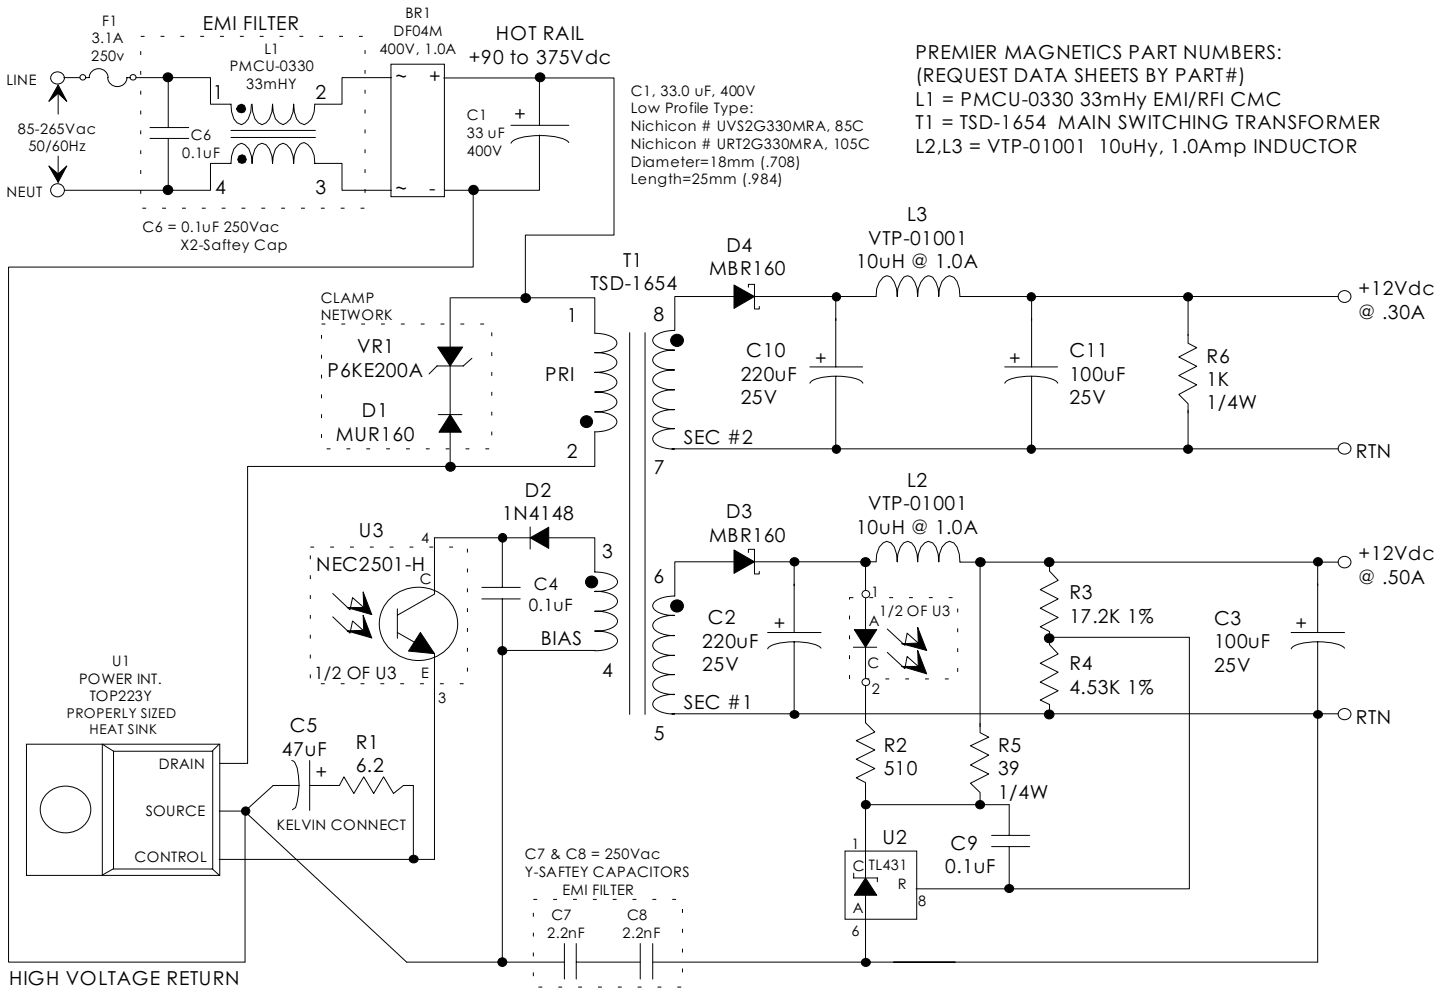 F1
3.1A
250v
EMI FILTER
L1
PMCU-0330
33mHY
BR1
DF04M
400V, 1.0A
HOT RAIL
+90 to 375Vdc
LINE
1
2
~
+
85-265Vac
50/60Hz
C6
0.1uF
C1
33 uF
400V
+
NEUT
4
3
~
-
C6 = 0.1uF 250Vac
X2-Saftey Cap
C1, 33.0 uF, 400V
Low Profile Type:
Nichicon # UVS2G330MRA, 85C
Nichicon # URT2G330MRA, 105C
Diameter=18mm (.708)
Length=25mm (.984)
PREMIER MAGNETICS PART NUMBERS:
(REQUEST DATA SHEETS BY PART#)
L1 = PMCU-0330 33mHy EMI/RFI CMC
T1 = TSD-1654 MAIN SWITCHING TRANSFORMER
L2,L3 = VTP-01001 10uHy, 1.0Amp INDUCTOR
T1
TSD-1654
D4
MBR160
L3
VTP-01001
10uH @ 1.0A
+12Vdc
@ .30A
CLAMP
NETWORK
VR1
P6KE200A
D1
MUR160
1
PRI
2
8
SEC #2
7
C10
220uF
25V
+
C11
100uF
25V
+
R6
1K
1/4W
RTN
U3
NEC2501-H
4
C
E
3
1/2 OF U3
D2
1N4148
C4
0.1uF
3
BIAS
4
6
SEC #1
5
D3
MBR160
L2
VTP-01001
10uH @ 1.0A
+12Vdc
@ .50A
C2
220uF
25V
+
1
1/2 OF U3
A
C
2
R3
17.2K 1%
R4
4.53K 1%
C3
100uF
25V
+
RTN
U1
POWER INT.
TOP223Y
PROPERLY SIZED
HEAT SINK
DRAIN
SOURCE
CONTROL
C5
47uF
+
R1
6.2
KELVIN CONNECT
R2
510
R5
39
1/4W
1
U2
C
TL431
R
A
8
6
C9
0.1uF
C7 & C8 = 250Vac
Y-SAFTEY CAPACITORS
EMI FILTER
C7
2.2nF
C8
2.2nF
HIGH VOLTAGE RETURN